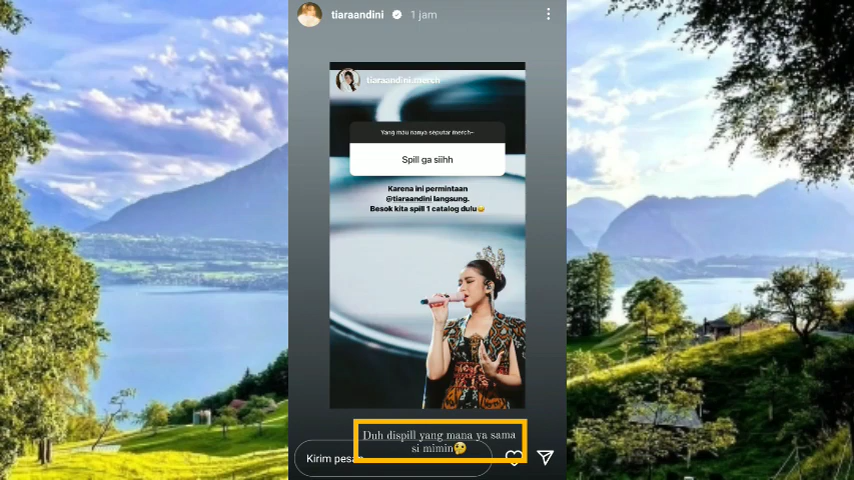 tiaraandini 1 jam
tiaraandini.merch
Yang mau nanya seputar merch~
Spill ga siihh
Karena ini permintaan
@tiaraandini langsung.
Besok kita spill 1 catalog dulu😄
Duh dispill yang mana ya sama
si mimin🤔
Kirim pesan